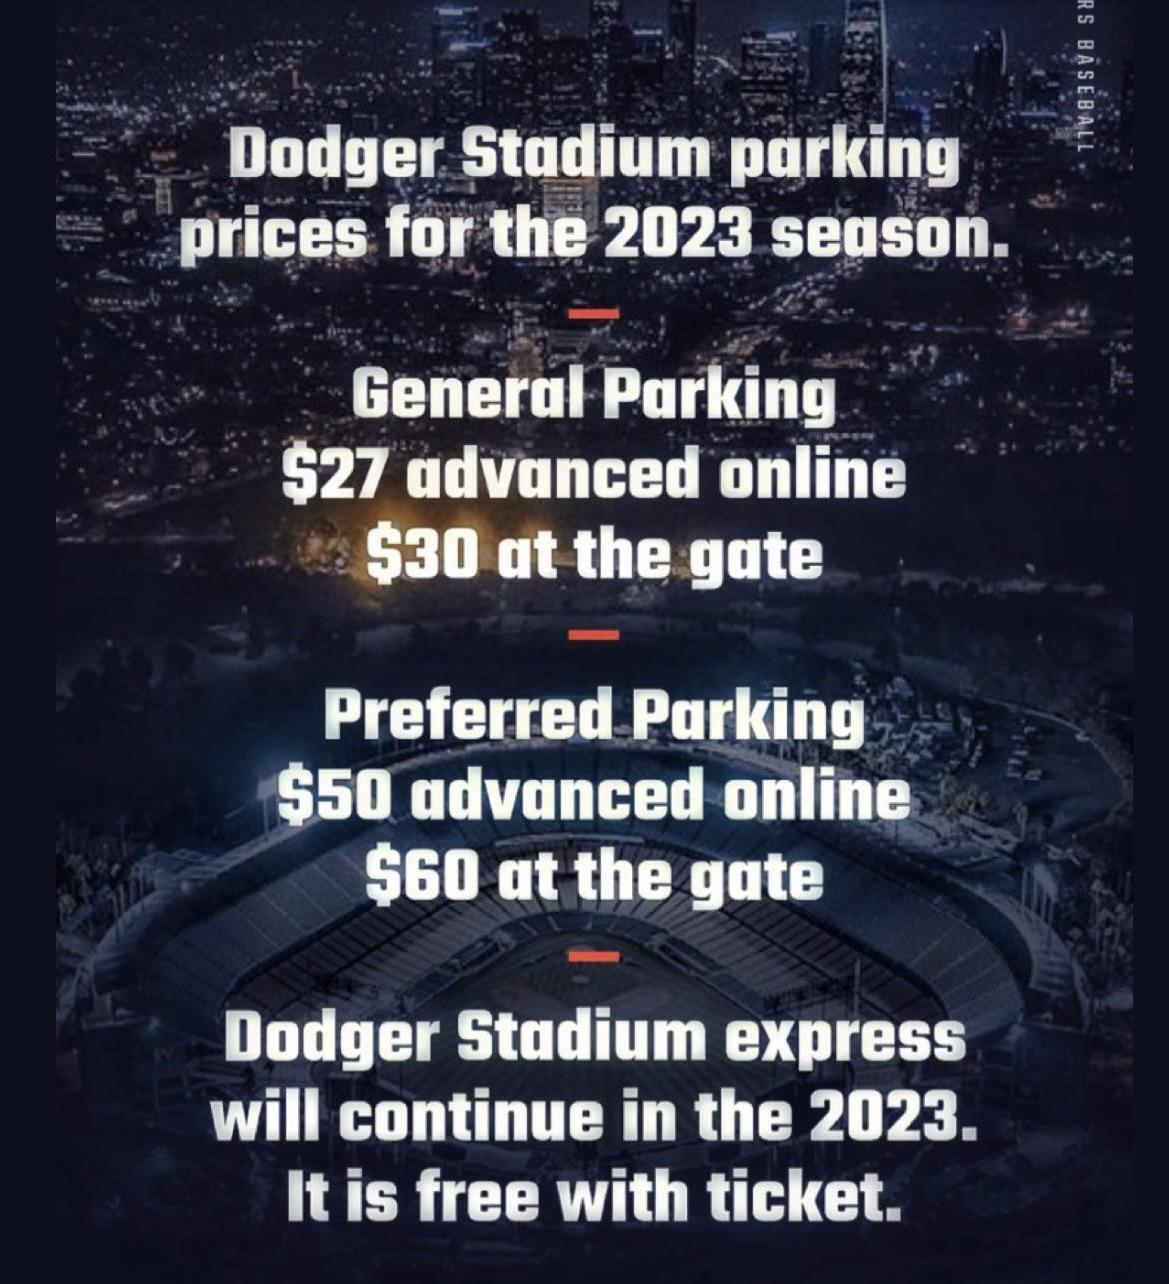 RS BASEBALL
Dodger Stadium parking
prices for the 2023 season.
General Parking
$27 advanced online
$30 at the gate
Preferred Parking
$50 advanced online
$60 at the gate
Dodger Stadium express
will continue in the 2023.
It is free with ticket.